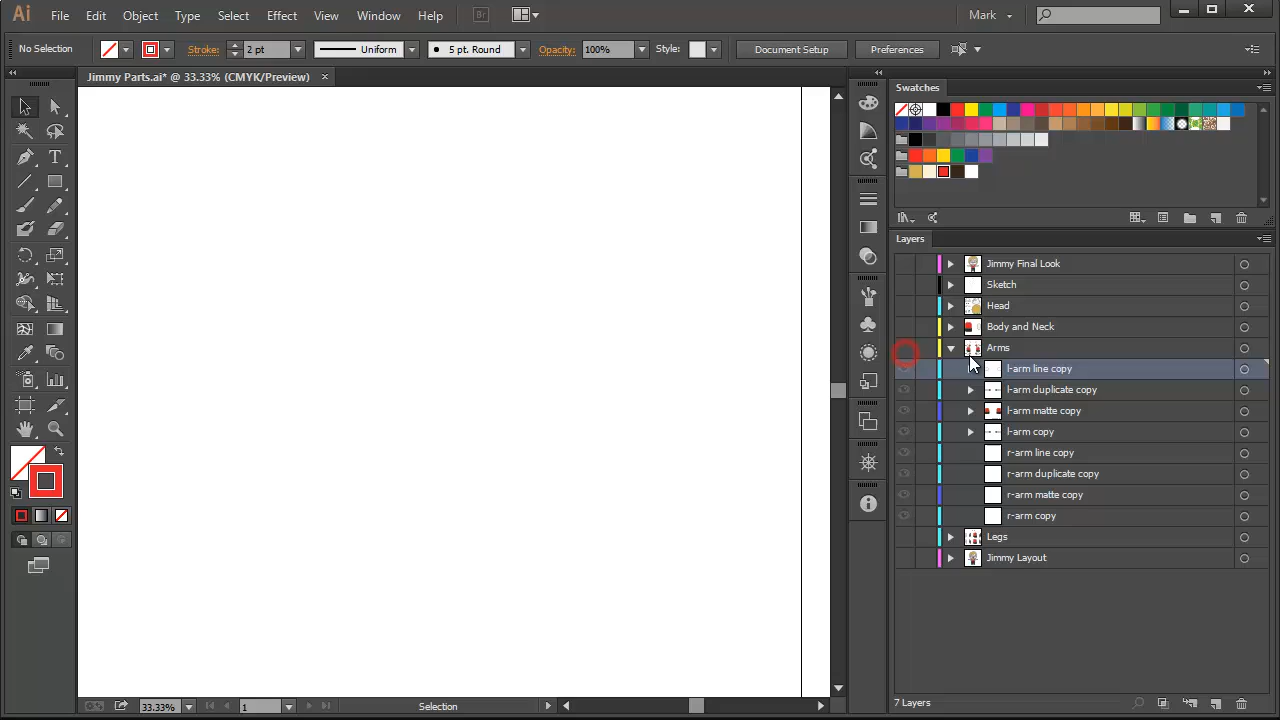 Ai File Edit Object Type Select Effect View Window Help Br Mark
No Selection Stroke: 2 pt Uniform 5 pt. Round Opacity: 100% Style: Document Setup Preferences
Jimmy Parts.ai* @ 33.33% (CMYK/Preview) ×
Swatches
Layers
Jimmy Final Look
Sketch
Head
Body and Neck
Arms
l-arm line copy
l-arm duplicate copy
l-arm matte copy
l-arm copy
r-arm line copy
r-arm duplicate copy
r-arm matte copy
r-arm copy
Legs
Jimmy Layout
33.33% 1 Selection 7 Layers